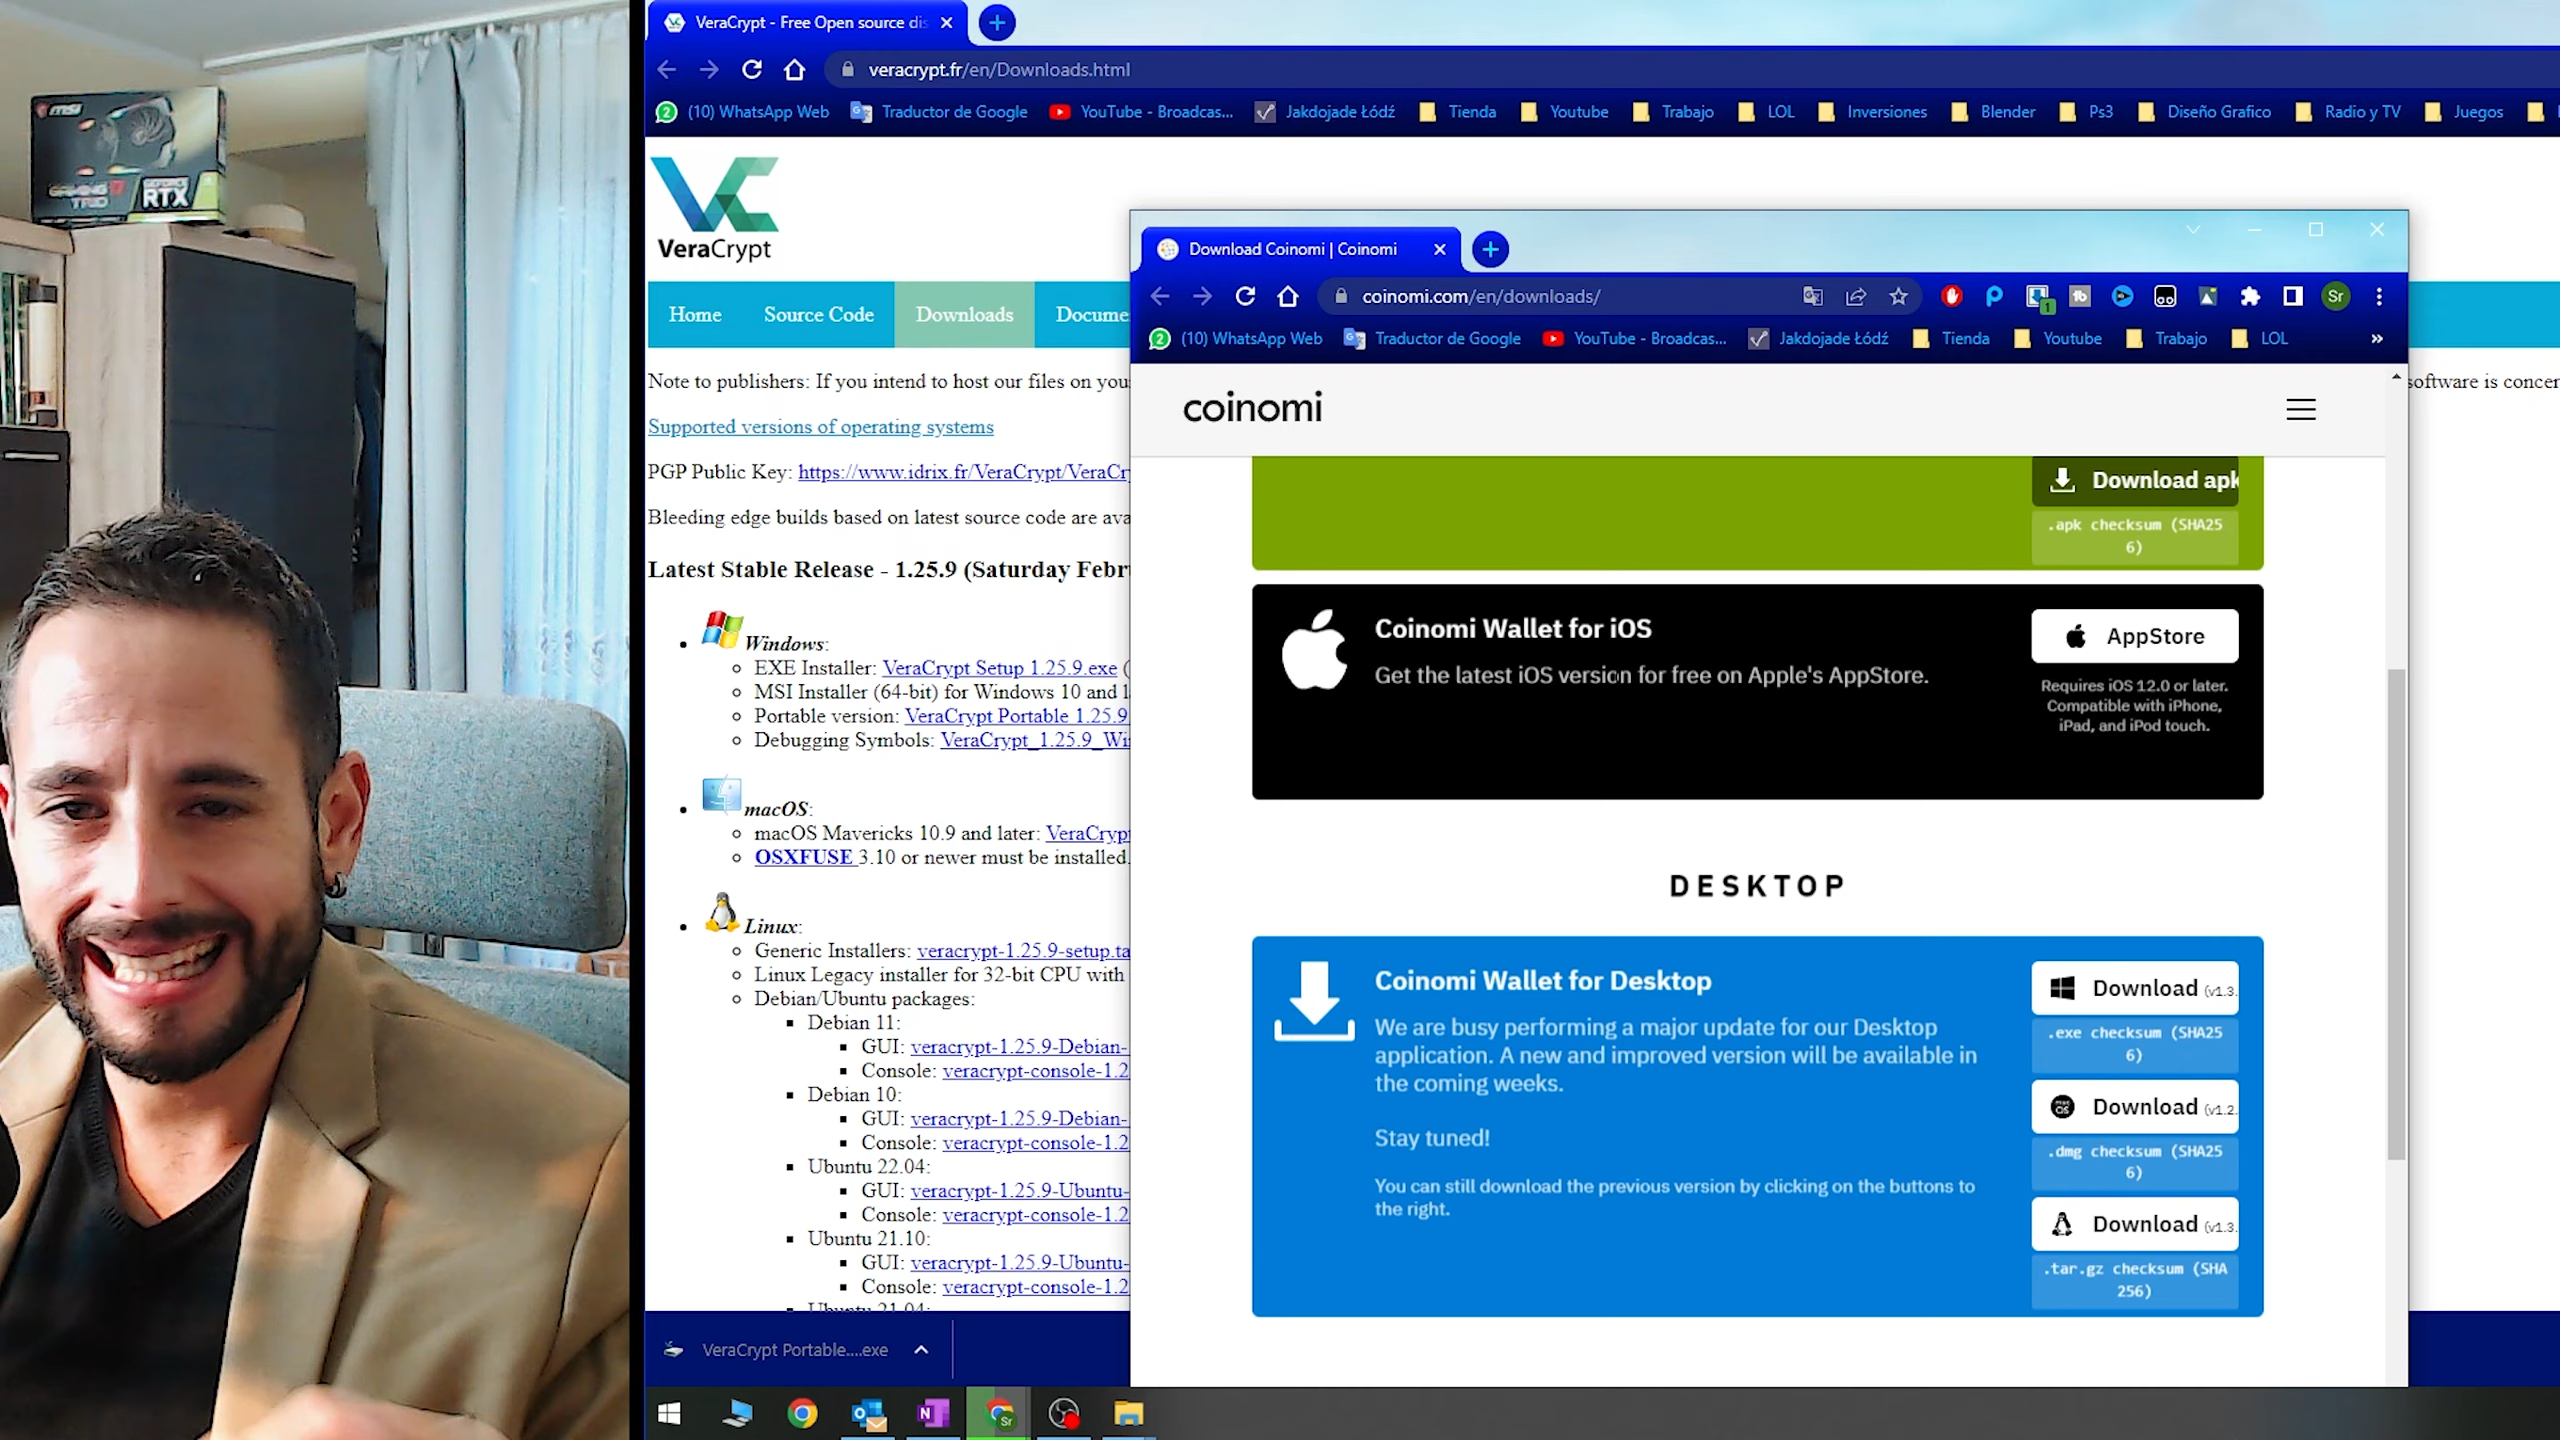 msi
GEFORCE
GAMING
TRIO
RTX
VeraCrypt - Free Open source dis
veracrypt.fr/en/Downloads.html
(10) WhatsApp Web
Traductor de Google
YouTube - Broadcas...
Jakdojade Łódź
Tienda
Youtube
Trabajo
LOL
Inversiones
Blender
Ps3
Diseño Grafico
Radio y TV
Juegos
VeraCrypt
Home
Source Code
Downloads
Docume
Note to publishers: If you intend to host our files on you
software is concer
Supported versions of operating systems
PGP Public Key: https://www.idrix.fr/VeraCrypt/VeraCr
Bleeding edge builds based on latest source code are ava
Latest Stable Release - 1.25.9 (Saturday Febru
Windows:
EXE Installer: VeraCrypt Setup 1.25.9.exe (
MSI Installer (64-bit) for Windows 10 and l
Portable version: VeraCrypt Portable 1.25.9
Debugging Symbols: VeraCrypt_1.25.9_Wi
macOS:
macOS Mavericks 10.9 and later: VeraCrypt
OSXFUSE 3.10 or newer must be installed.
Linux:
Generic Installers: veracrypt-1.25.9-setup.ta
Linux Legacy installer for 32-bit CPU with
Debian/Ubuntu packages:
Debian 11:
GUI: veracrypt-1.25.9-Debian-
Console: veracrypt-console-1.2
Debian 10:
GUI: veracrypt-1.25.9-Debian-
Console: veracrypt-console-1.2
Ubuntu 22.04:
GUI: veracrypt-1.25.9-Ubuntu-
Console: veracrypt-console-1.2
Ubuntu 21.10:
GUI: veracrypt-1.25.9-Ubuntu-
Console: veracrypt-console-1.2
Ubuntu 21.04:
VeraCrypt Portable....exe
Download Coinomi | Coinomi
coinomi.com/en/downloads/
1
Sr
(10) WhatsApp Web
Traductor de Google
YouTube - Broadcas...
Jakdojade Łódź
Tienda
Youtube
Trabajo
LOL
»
coinomi
Download apk
.apk checksum (SHA25
6)
Coinomi Wallet for iOS
Get the latest iOS version for free on Apple's AppStore.
AppStore
Requires iOS 12.0 or later.
Compatible with iPhone,
iPad, and iPod touch.
DESKTOP
Coinomi Wallet for Desktop
We are busy performing a major update for our Desktop
application. A new and improved version will be available in
the coming weeks.
Stay tuned!
You can still download the previous version by clicking on the buttons to
the right.
Download (v1.3.
.exe checksum (SHA25
6)
Download (v1.2.
.dmg checksum (SHA25
6)
Download (v1.3.
.tar.gz checksum (SHA
256)